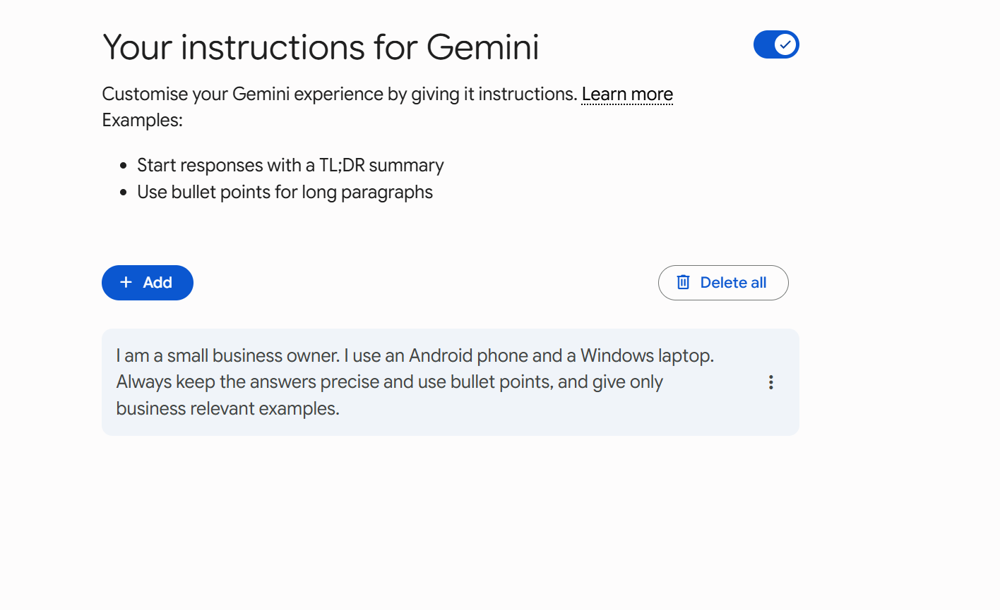 Your instructions for Gemini
Customise your Gemini experience by giving it instructions. Learn more
Examples:
Start responses with a TL;DR summary
Use bullet points for long paragraphs
Add
Delete all
I am a small business owner. I use an Android phone and a Windows laptop.
Always keep the answers precise and use bullet points, and give only
business relevant examples.